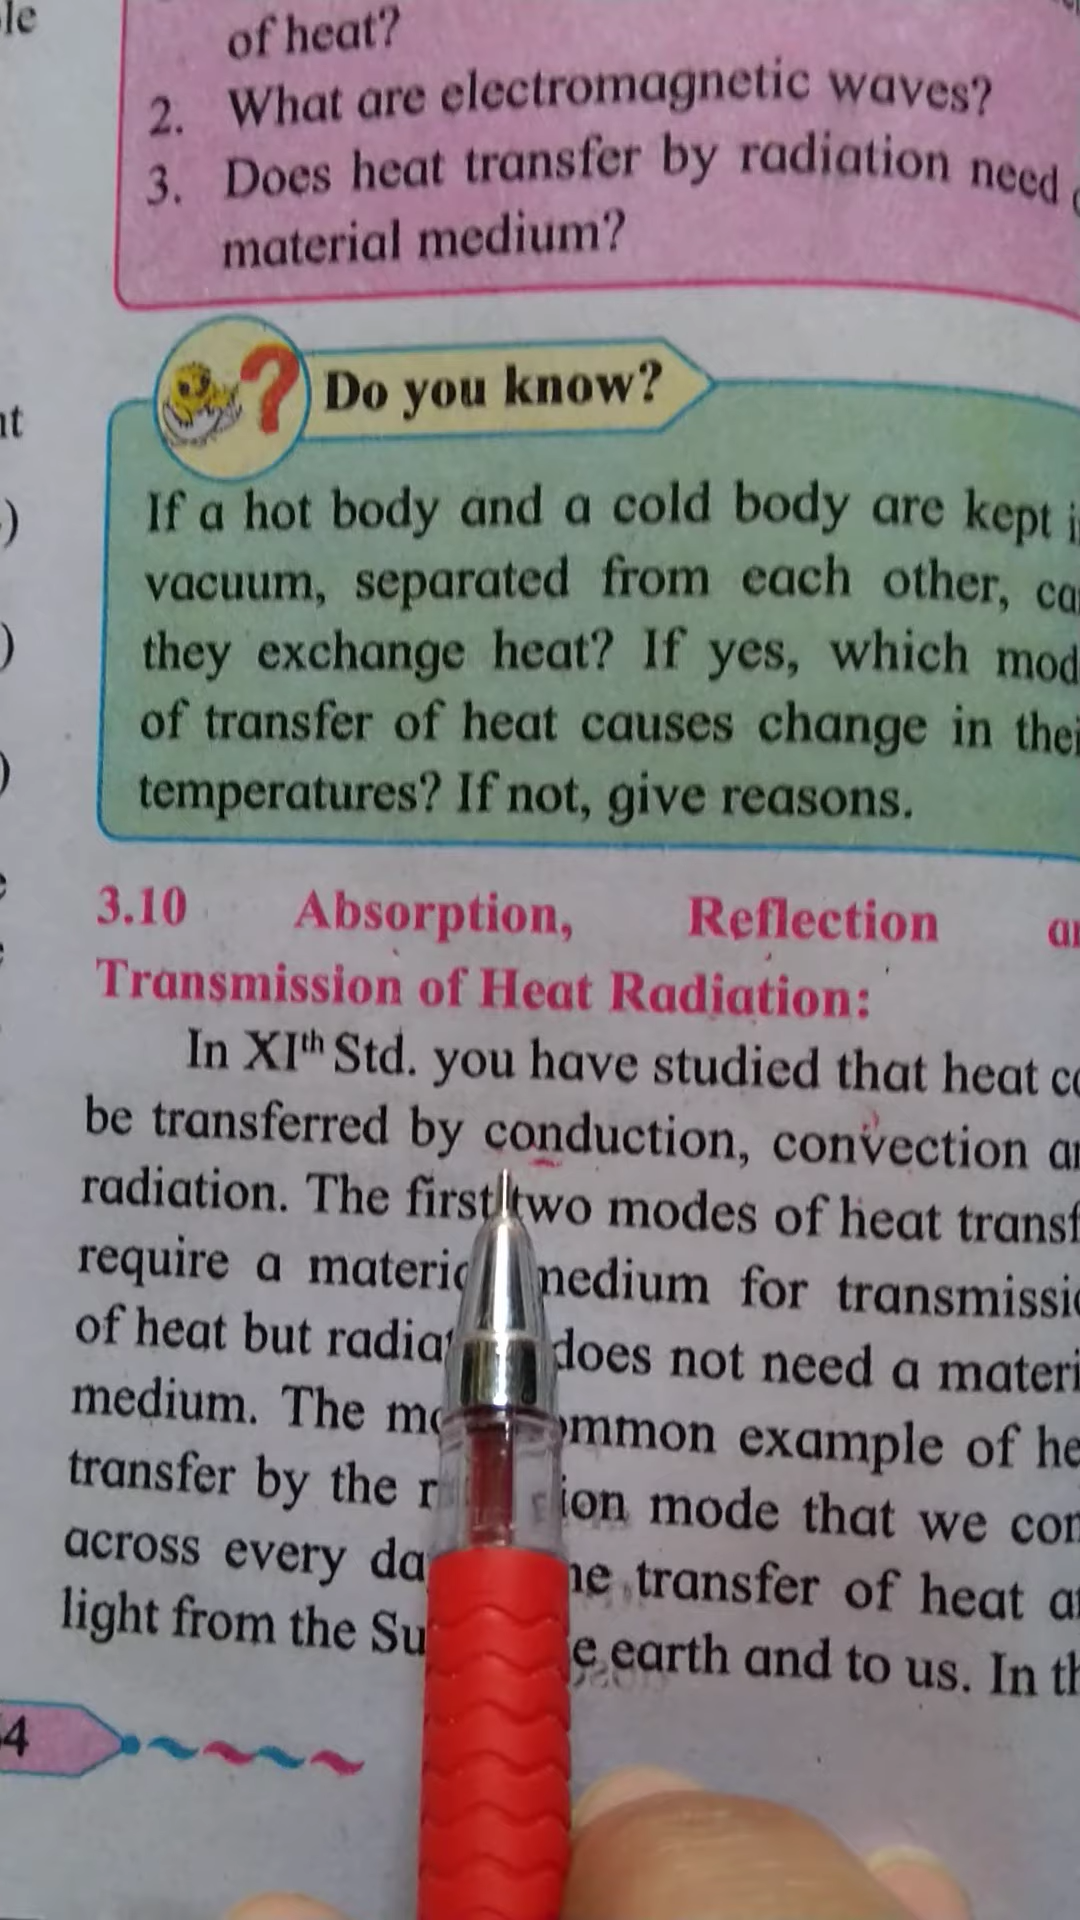 of heat?
2. What are electromagnetic waves?
3. Does heat transfer by radiation need
material medium?
Do you know?
If a hot body and a cold body are kept
vacuum, separated from each other,
they exchange heat? If yes, which
of transfer of heat causes change in
temperatures? If not, give reasons.
3.10 Absorption, Reflection
Transmission of Heat Radiation:
In XIth Std. you have studied that heat
be transferred by conduction, convection
radiation. The first two modes of heat
require a medium for
of heat but does not need a
medium. The example of
transfer by the mode that we
across every transfer of heat
light from the earth and to us. In